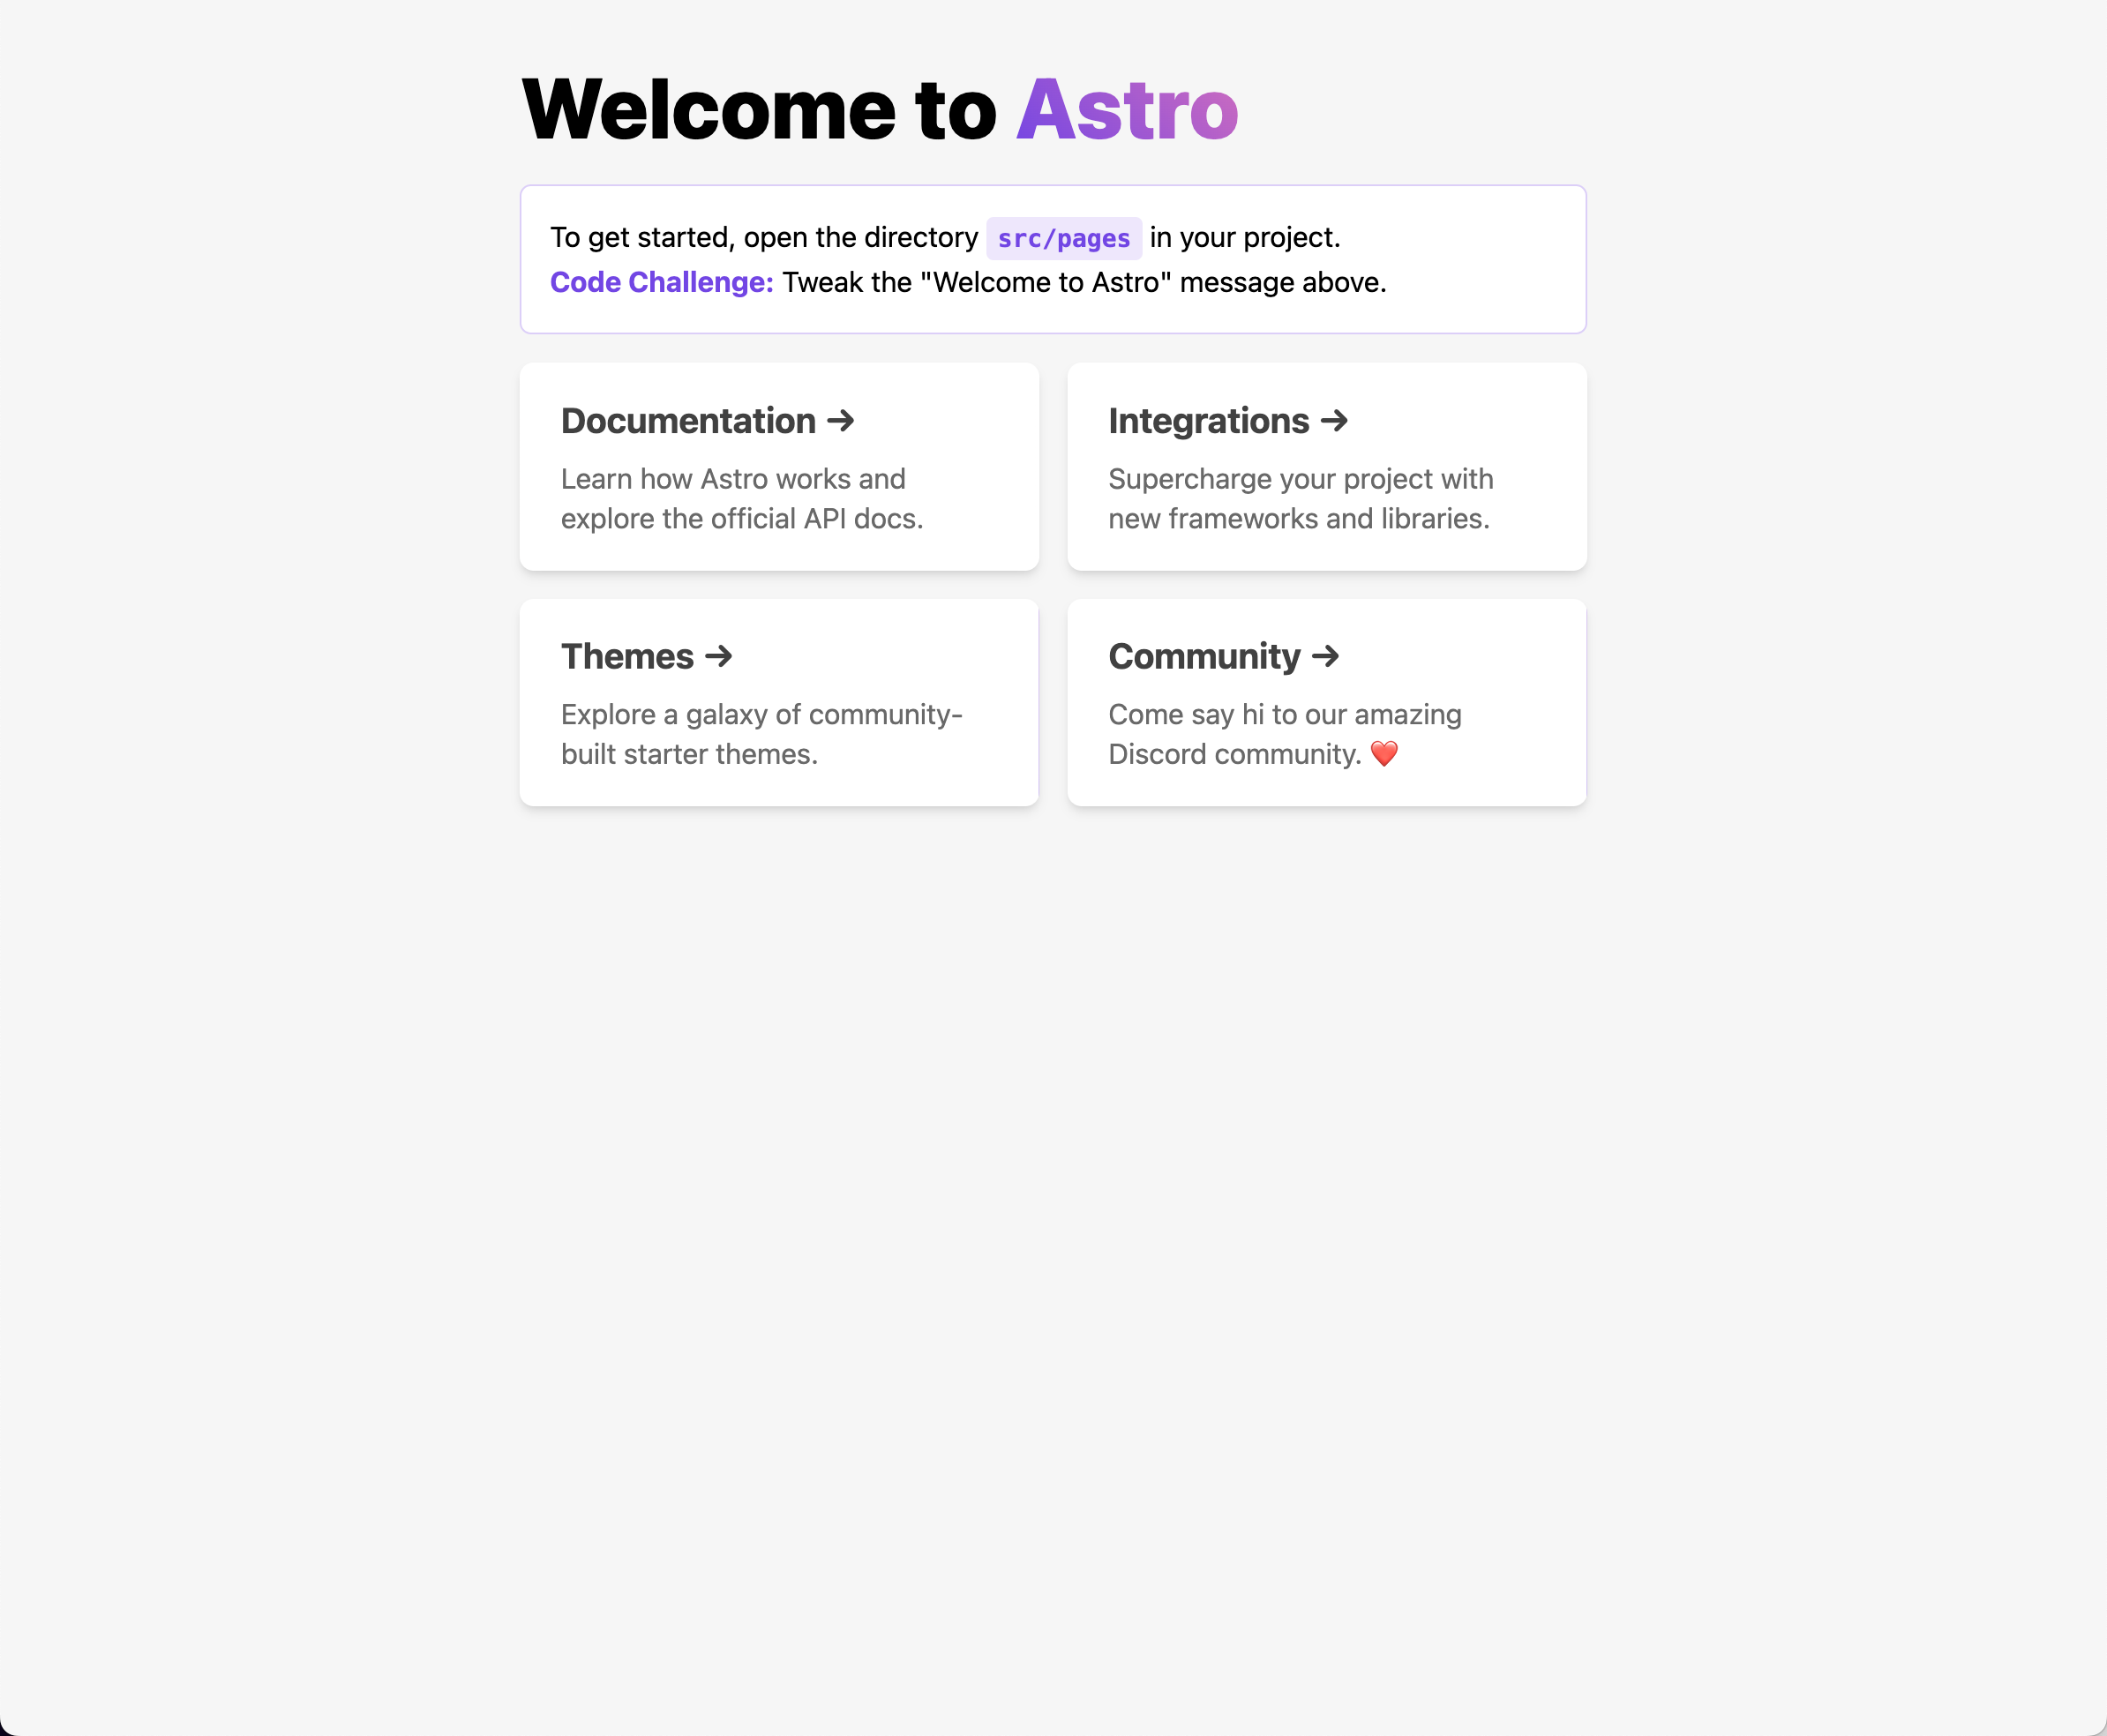 Welcome to Astro
To get started, open the directory src/pages in your project.
Code Challenge: Tweak the "Welcome to Astro" message above.
Documentation →
Learn how Astro works and
explore the official API docs.
Integrations →
Supercharge your project with
new frameworks and libraries.
Themes →
Explore a galaxy of community-
built starter themes.
Community →
Come say hi to our amazing
Discord community. ❤️